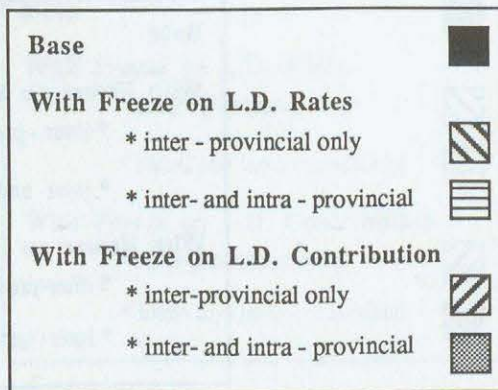 Base
With Freeze on L.D. Rates
* inter - provincial only
* inter- and intra - provincial
With Freeze on L.D. Contribution
* inter-provincial only
* inter- and intra - provincial